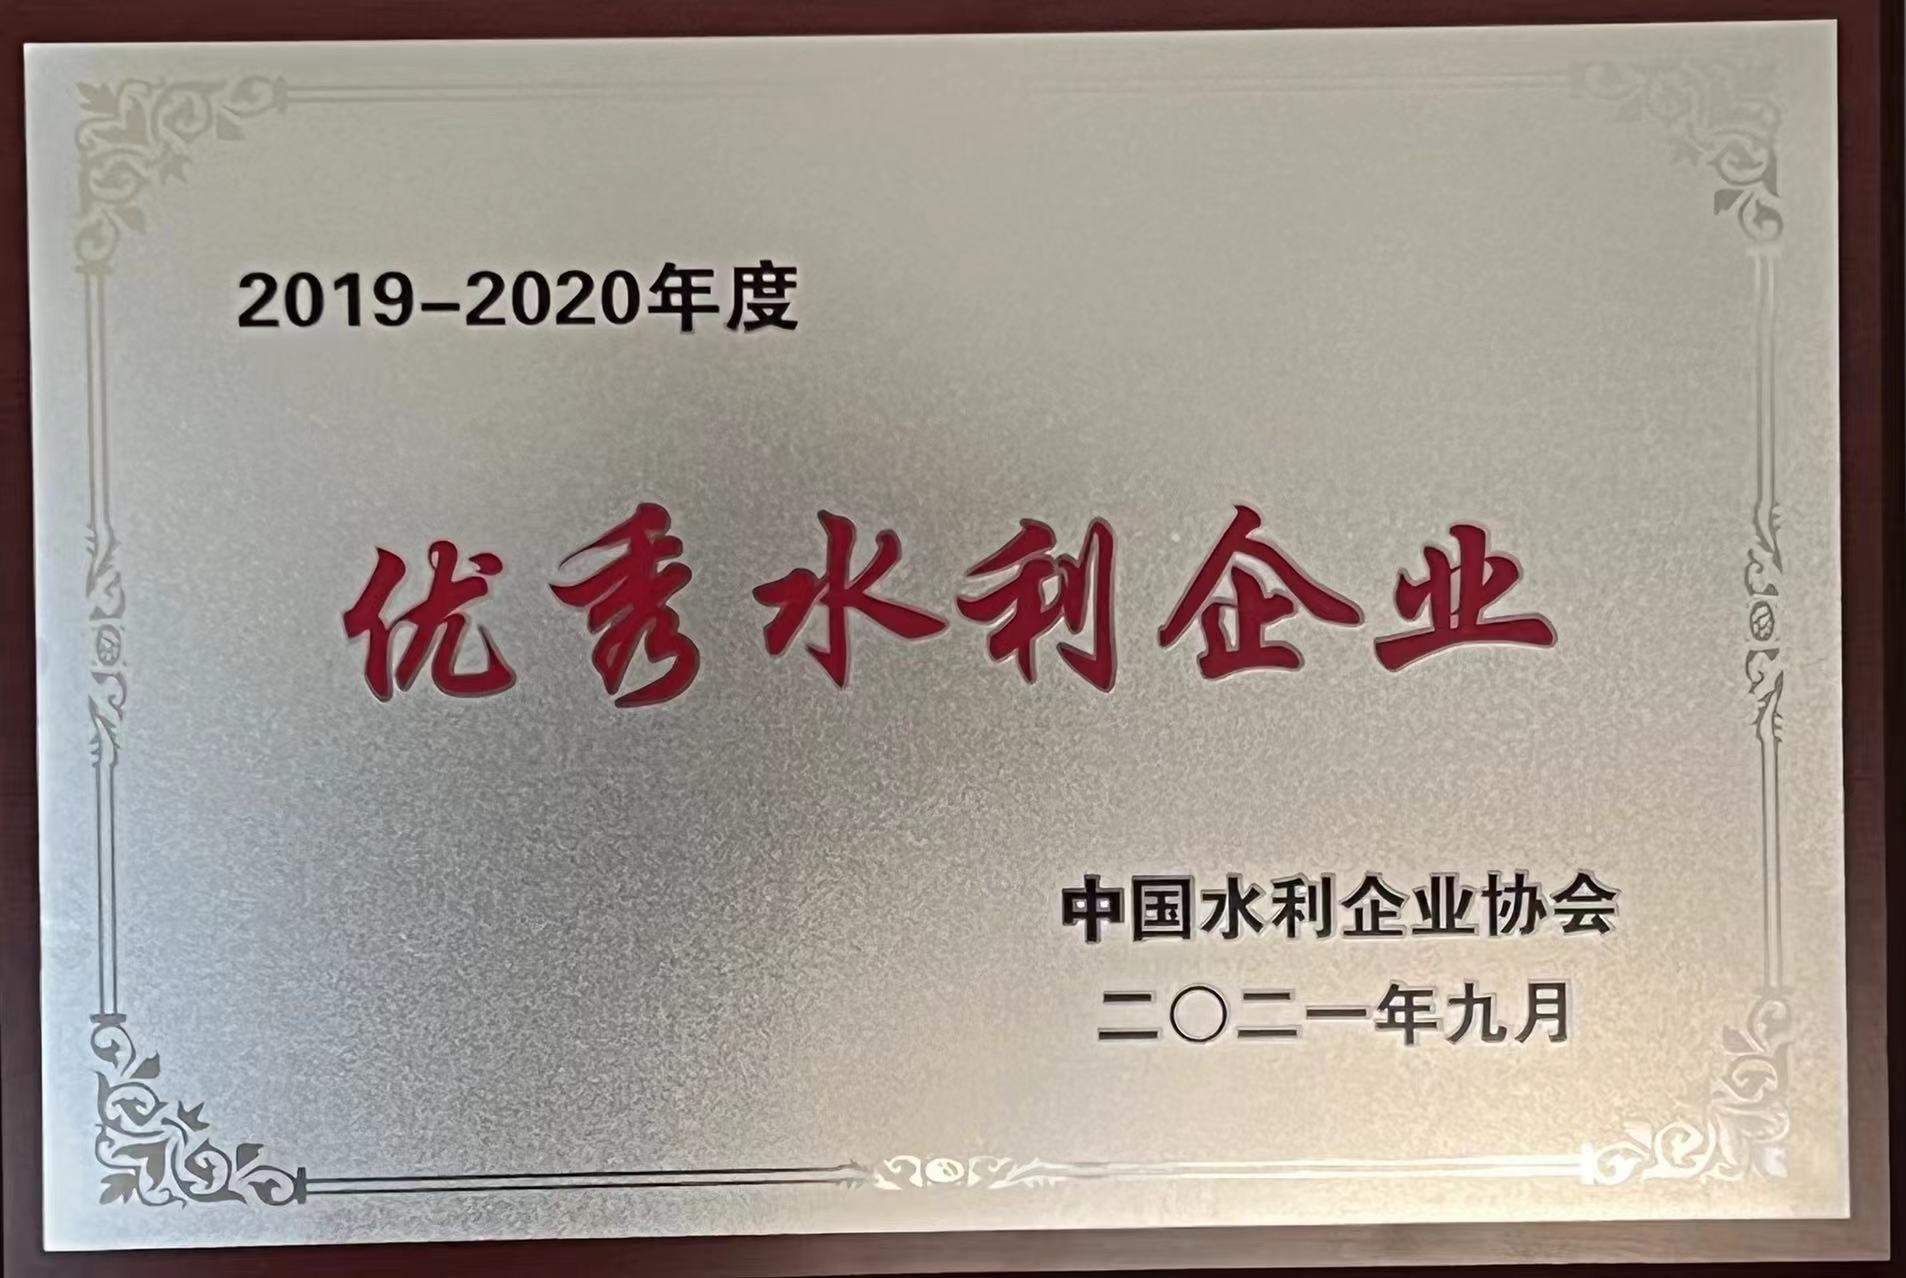 2019-2020年度
优秀水利企业
中国水利企业协会
二〇二一年九月